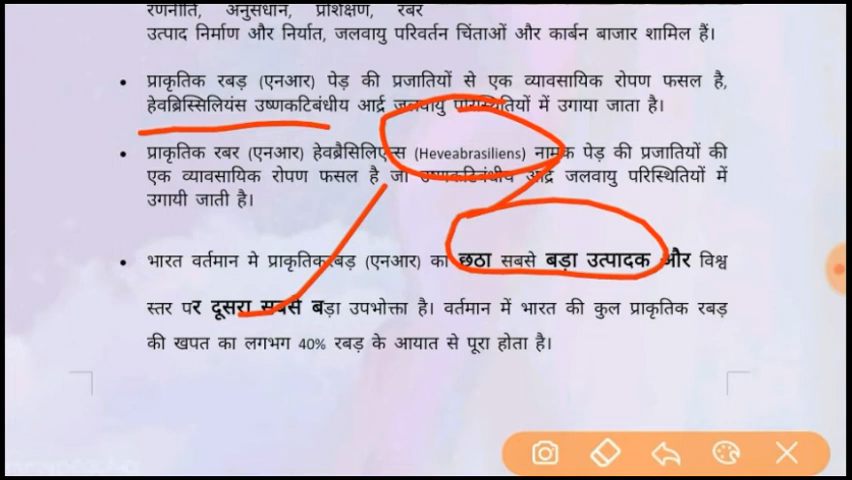 रणनीति, अनुसंधान, प्रशिक्षण, रबर
उत्पाद निर्माण और निर्यात, जलवायु परिवर्तन चिंताओं और कार्बन बाजार शामिल हैं।
• प्राकृतिक रबड़ (एनआर) पेड़ की प्रजातियों से एक व्यावसायिक रोपण फसल है,
हेवब्रिस्सिलियंस उष्णकटिबंधीय आर्द्र जलवायु परिस्थितियों में उगाया जाता है।
• प्राकृतिक रबर (एनआर) हेवब्रैसिलिएन्स (Heveabrasiliens) नामक पेड़ की प्रजातियों की
एक व्यावसायिक रोपण फसल है जो उष्णकटिबंधीय आर्द्र जलवायु परिस्थितियों में
उगायी जाती है।
• भारत वर्तमान मे प्राकृतिकरबड़ (एनआर) का छठा सबसे बड़ा उत्पादक और विश्व
स्तर पर दूसरा सबसे बड़ा उपभोक्ता है। वर्तमान में भारत की कुल प्राकृतिक रबड़
की खपत का लगभग 40% रबड़ के आयात से पूरा होता है।